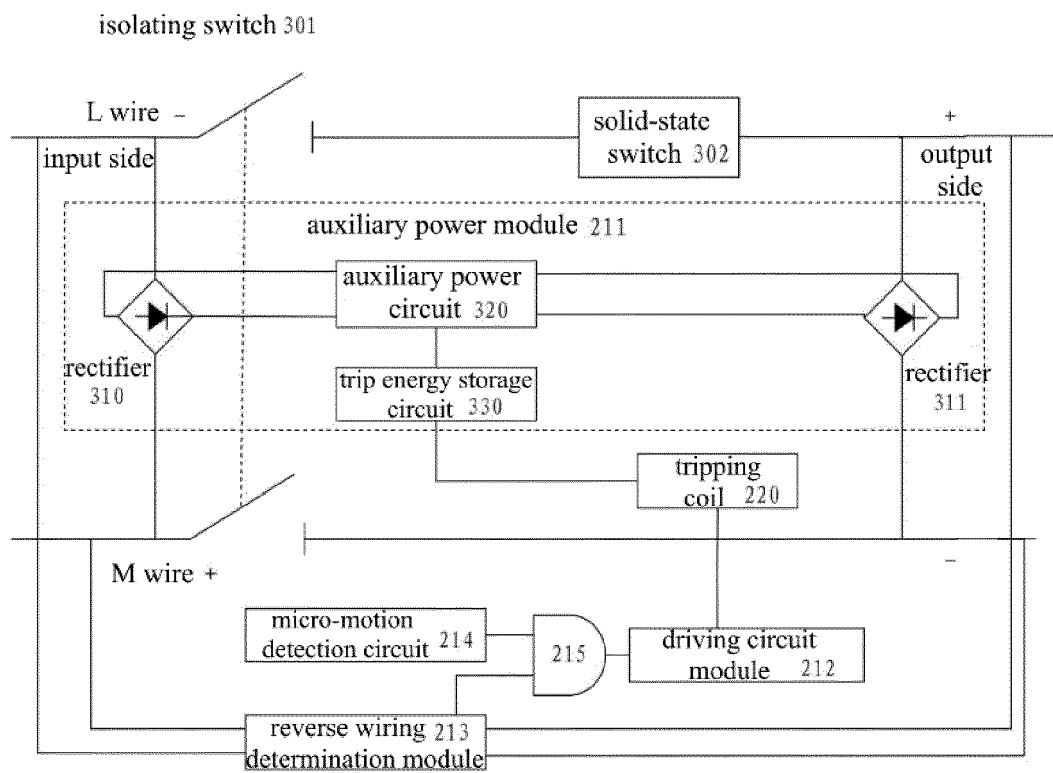 isolating switch 301
L wire -
input side
solid-state
switch 302
+
output
side
auxiliary power module 211
auxiliary power
circuit 320
rectifier
310
trip energy storage
circuit 330
rectifier
311
tripping
coil 220
M wire +
-
micro-motion
detection circuit 214
215
driving circuit
module 212
reverse wiring 213
determination module